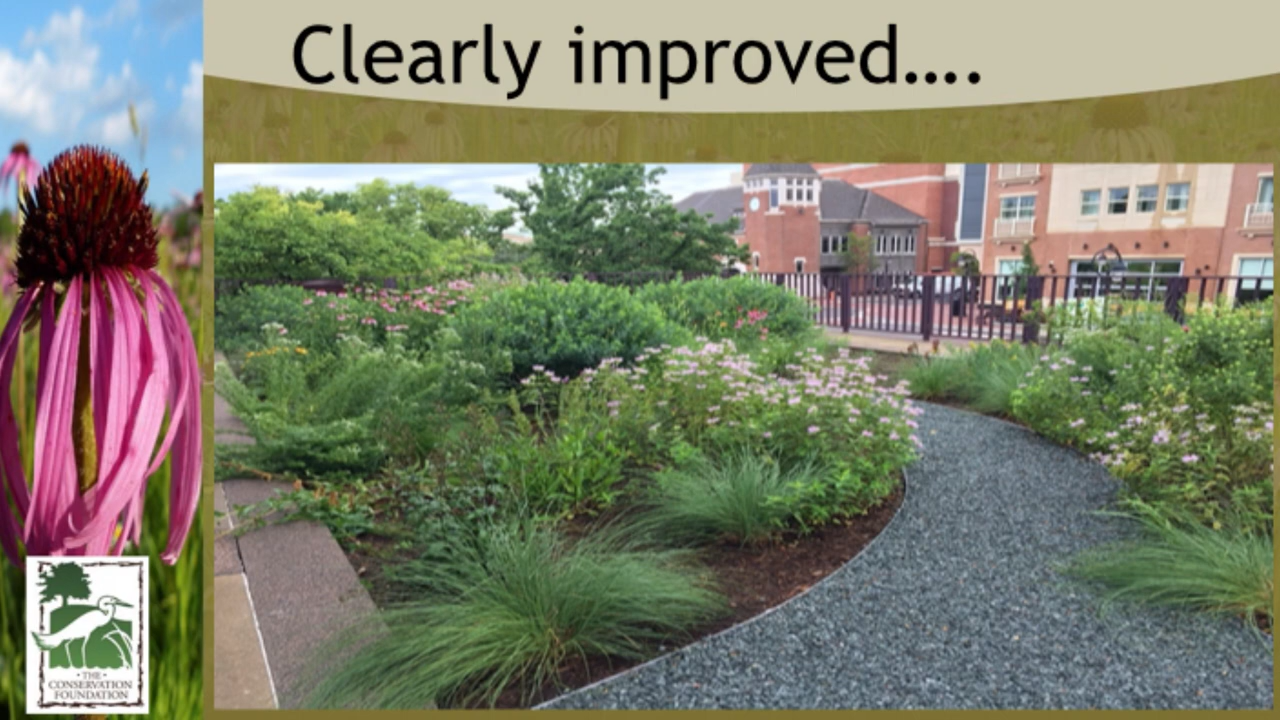 Clearly improved....
• THE •
CONSERVATION
FOUNDATION